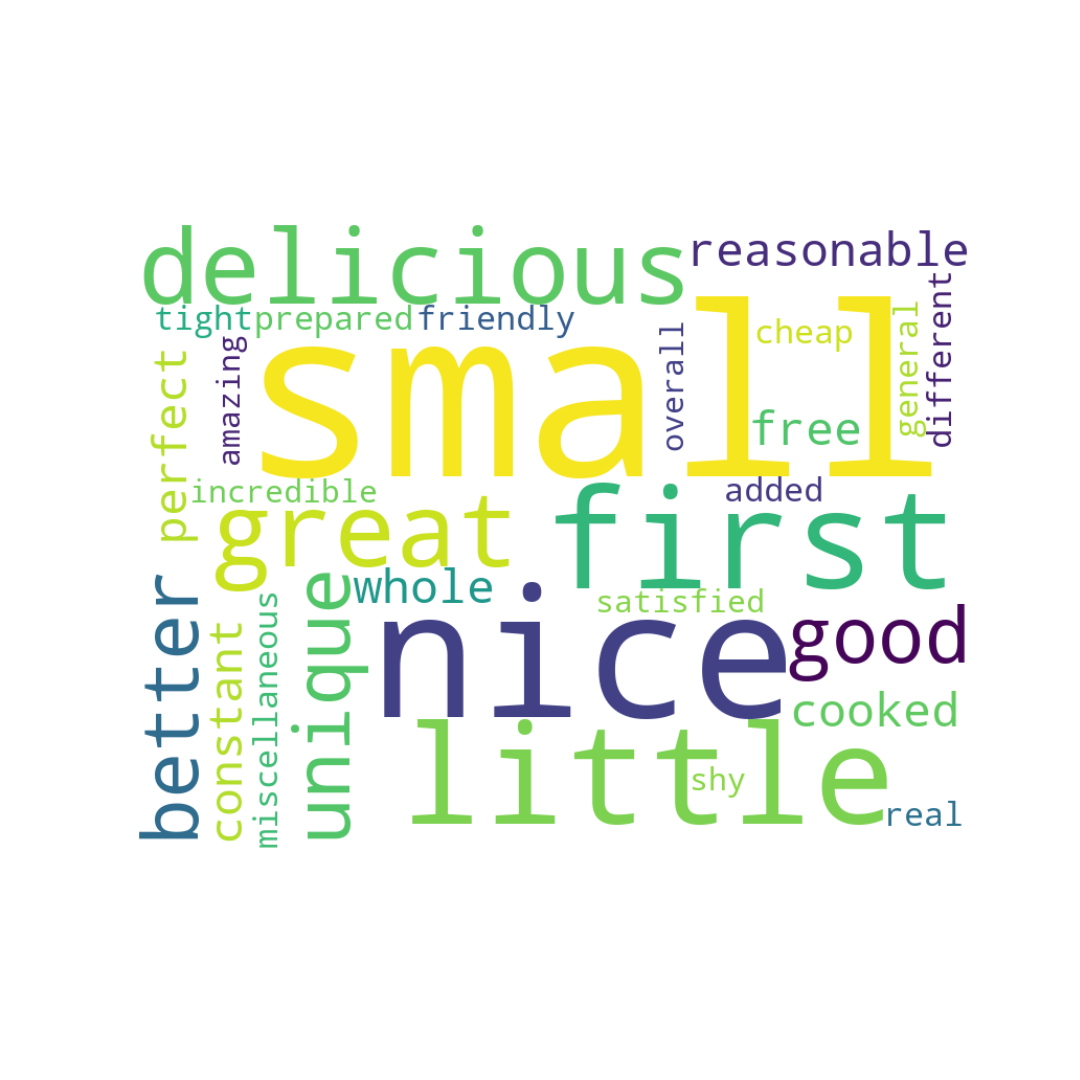 delicious
reasonable
tight
prepared
friendly
small
cheap
overall
general
different
amazing
perfect
free
incredible
added
great
first
whole
satisfied
nice
good
better
constant
miscellaneous
unique
cooked
little
shy
real